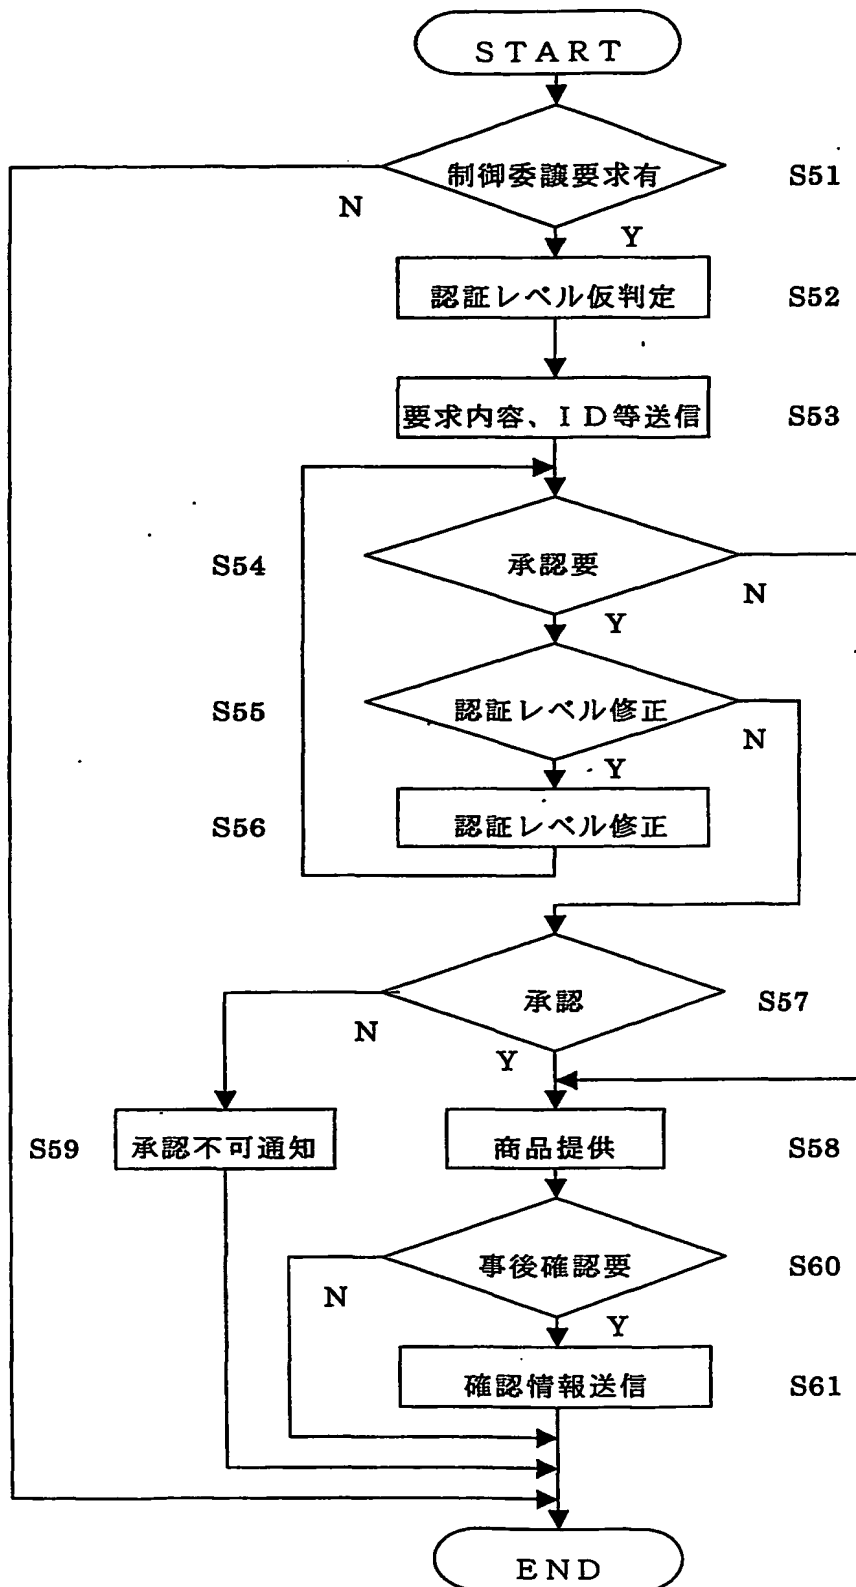 START
制御委譲要求有 S51
N
Y
認証レベル仮判定 S52
要求内容、ID等送信 S53
S54 承認要
N
Y
S55 認証レベル修正
N
Y
S56 認証レベル修正
承認 S57
N
Y
S59 承認不可通知 商品提供 S58
事後確認要 S60
N
Y
確認情報送信 S61
END